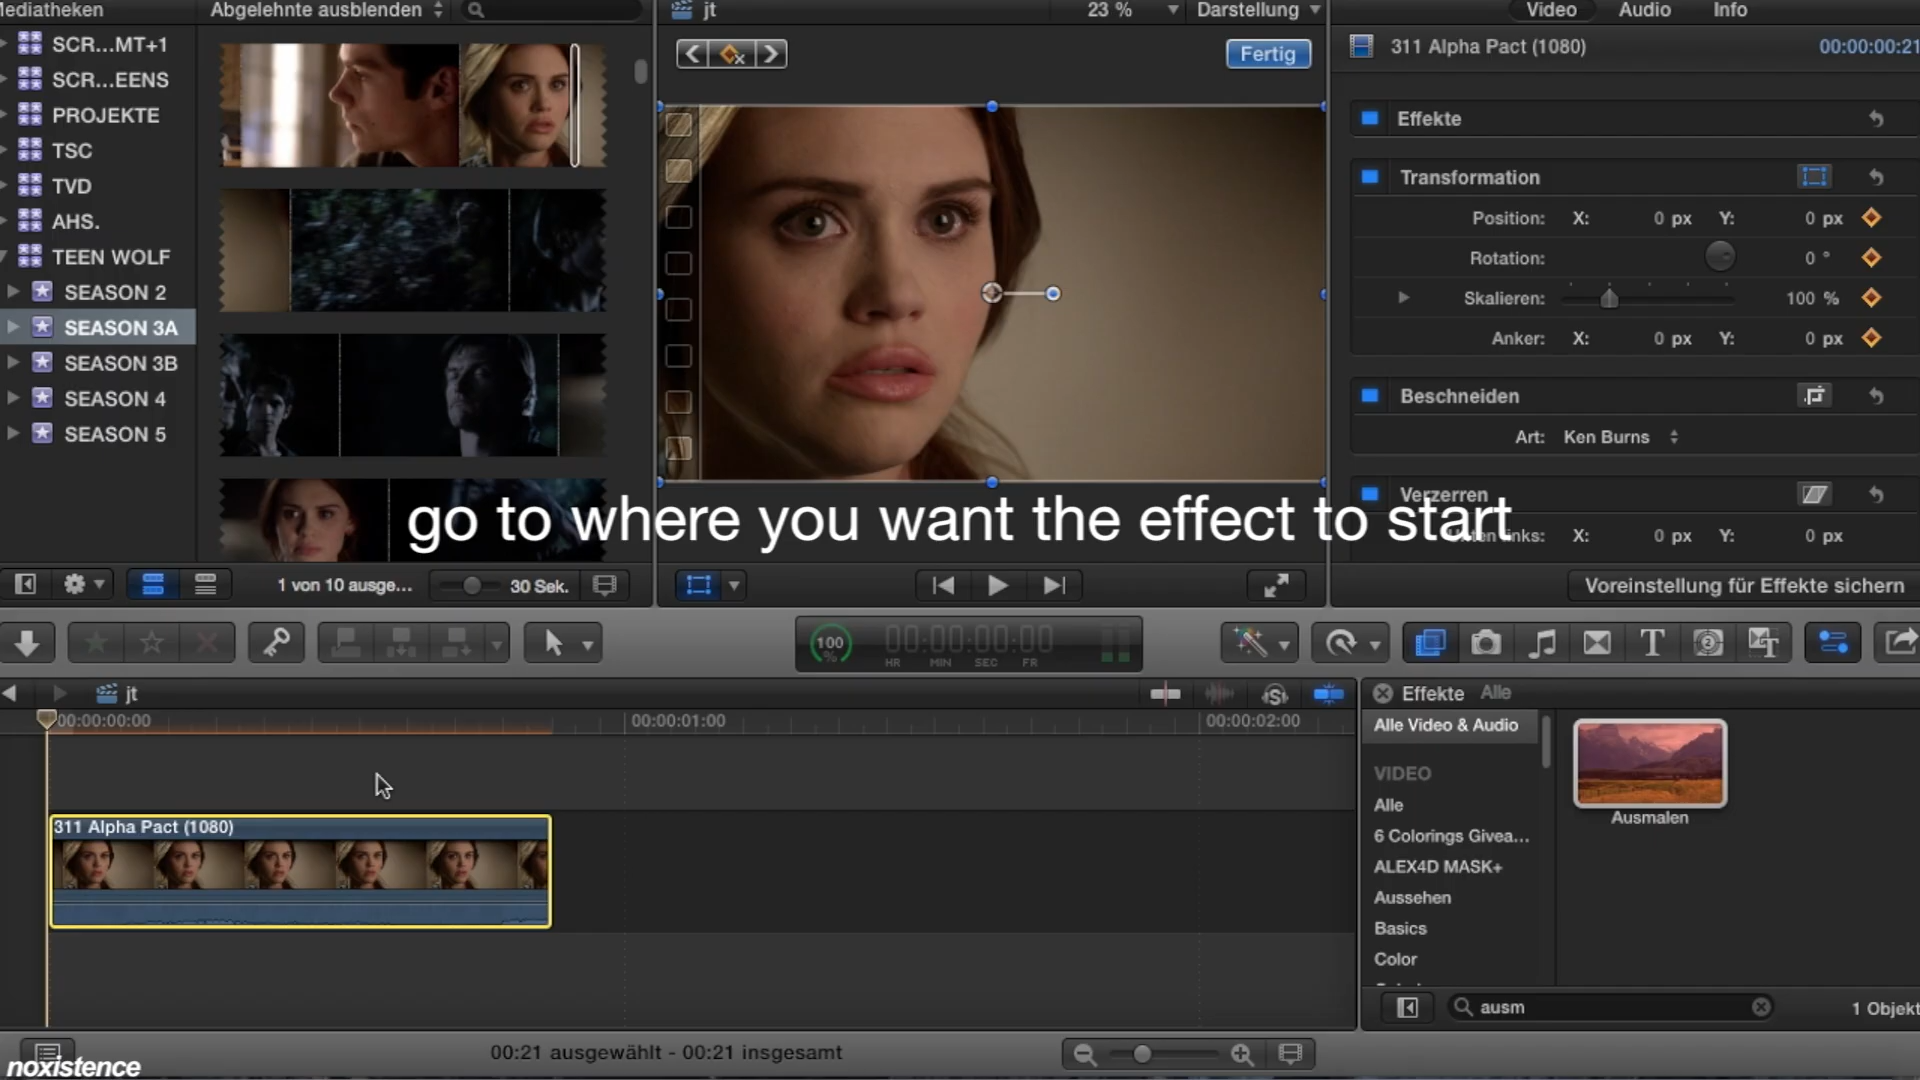 Mediatheken
SCR...MT+1
SCR...EENS
PROJEKTE
TSC
TVD
AHS.
TEEN WOLF
SEASON 2
SEASON 3A
SEASON 3B
SEASON 4
SEASON 5
Abgelehnte ausblenden
1 von 10 ausge...
30 Sek.
jt
23 %
Darstellung
Fertig
Video
Audio
Info
311 Alpha Pact (1080)
00:00:00:21
Effekte
Transformation
Position: X: 0 px Y: 0 px
Rotation: 0 °
Skalieren: 100 %
Anker: X: 0 px Y: 0 px
Beschneiden
Art: Ken Burns
Verzerren
X: 0 px Y: 0 px
Voreinstellung für Effekte sichern
go to where you want the effect to start
100 %
00:00:00:00
HR MIN SEC FR
jt
00:00:00:00
00:00:01:00
00:00:02:00
311 Alpha Pact (1080)
Effekte Alle
Alle Video & Audio
VIDEO
Alle
6 Colorings Givea...
ALEX4D MASK+
Aussehen
Basics
Color
Ausmalen
ausm
1 Objekt
00:21 ausgewählt - 00:21 insgesamt
noxistence